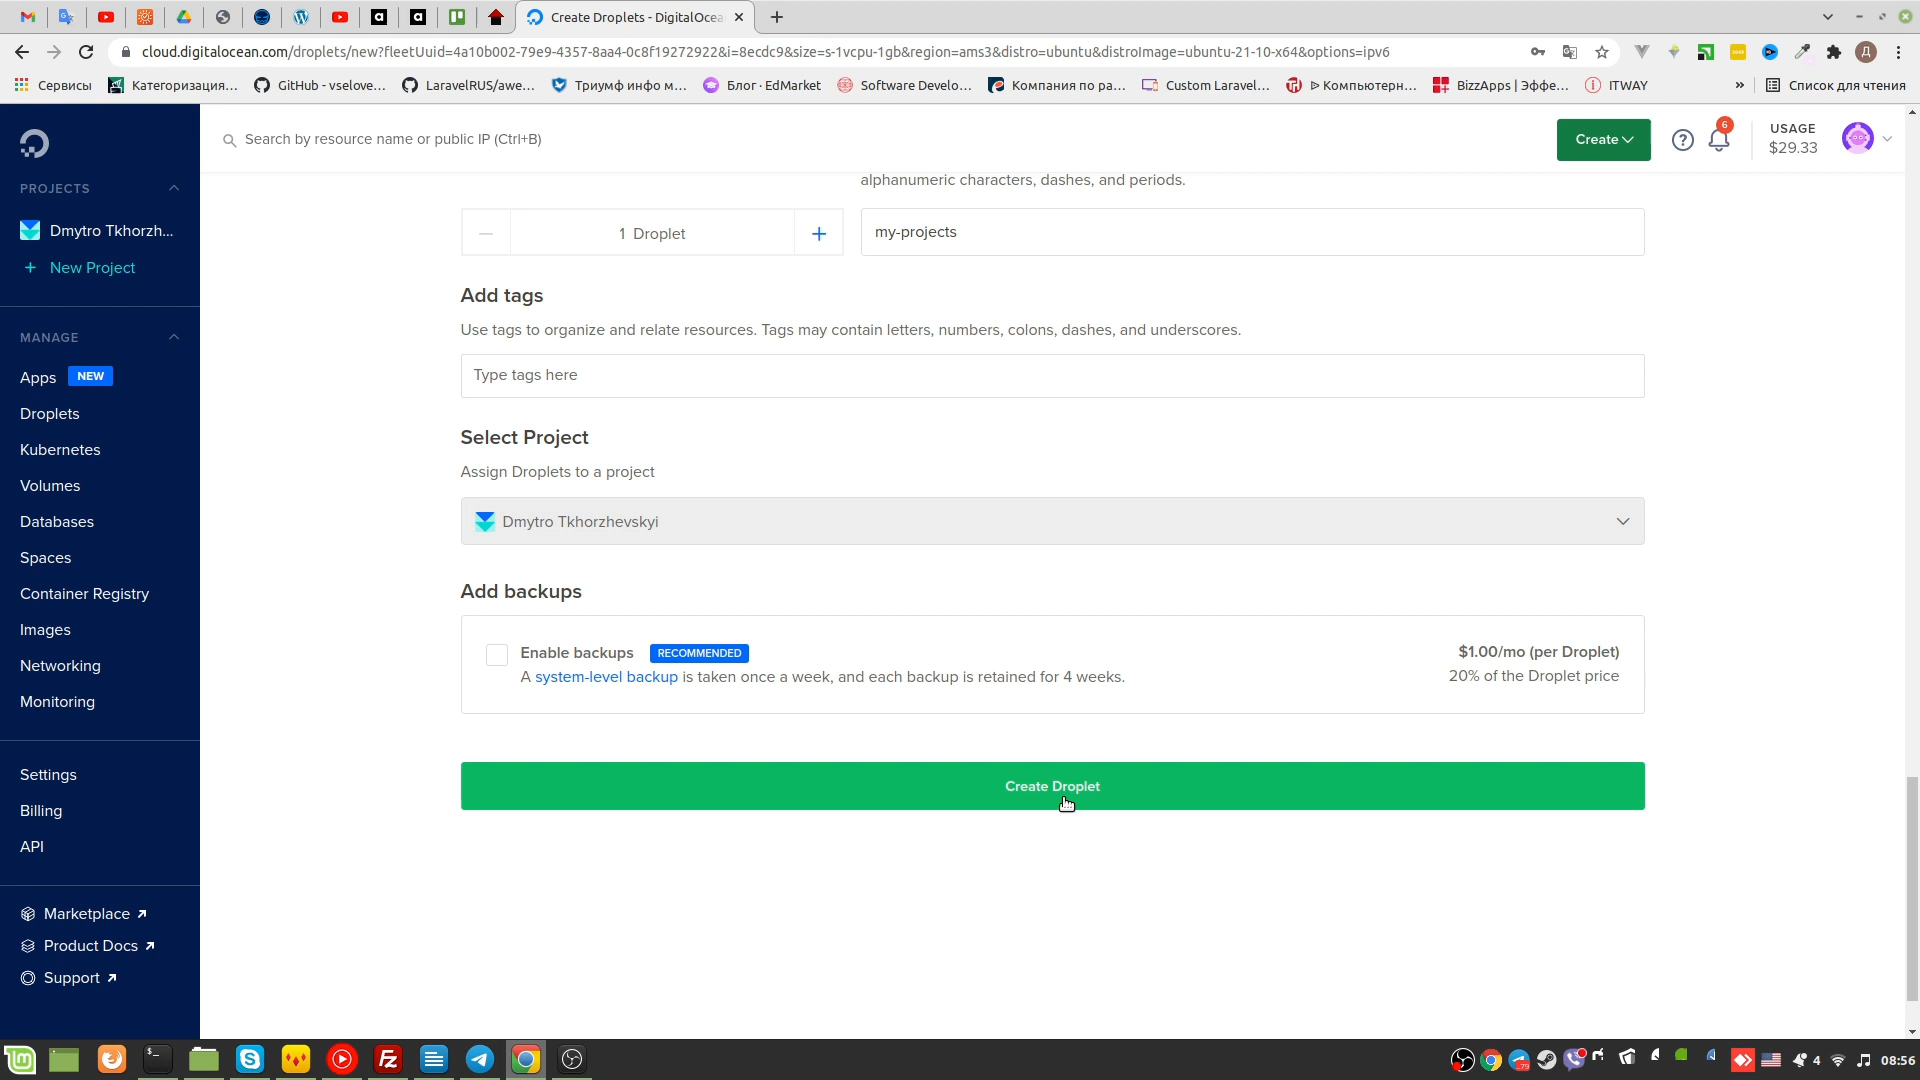 Create Droplets - DigitalOcea
cloud.digitalocean.com/droplets/new?fleetUuid=4a10b002-79e9-4357-8aa4-0c8f19272922&i=8ecdc9&size=s-1vcpu-1gb&region=ams3&distro=ubuntu&distroImage=ubuntu-21-10-x64&options=ipv6
Д
Сервисы
Категоризация...
GitHub - vselove...
LaravelRUS/awe...
Триумф инфо м...
Блог · EdMarket
Software Develo...
Компания по ра...
Custom Laravel...
ᐉ Компьютерн...
BizzApps | Эффе...
ITWAY
»
Список для чтения
Search by resource name or public IP (Ctrl+B)
Create
6
USAGE
$29.33
PROJECTS
Dmytro Tkhorzh...
+ New Project
MANAGE
Apps NEW
Droplets
Kubernetes
Volumes
Databases
Spaces
Container Registry
Images
Networking
Monitoring
Settings
Billing
API
Marketplace
Product Docs
Support
alphanumeric characters, dashes, and periods.
1 Droplet
my-projects
Add tags
Use tags to organize and relate resources. Tags may contain letters, numbers, colons, dashes, and underscores.
Type tags here
Select Project
Assign Droplets to a project
Dmytro Tkhorzhevskyi
Add backups
Enable backups RECOMMENDED
$1.00/mo (per Droplet)
A system-level backup is taken once a week, and each backup is retained for 4 weeks.
20% of the Droplet price
Create Droplet
4
08:56